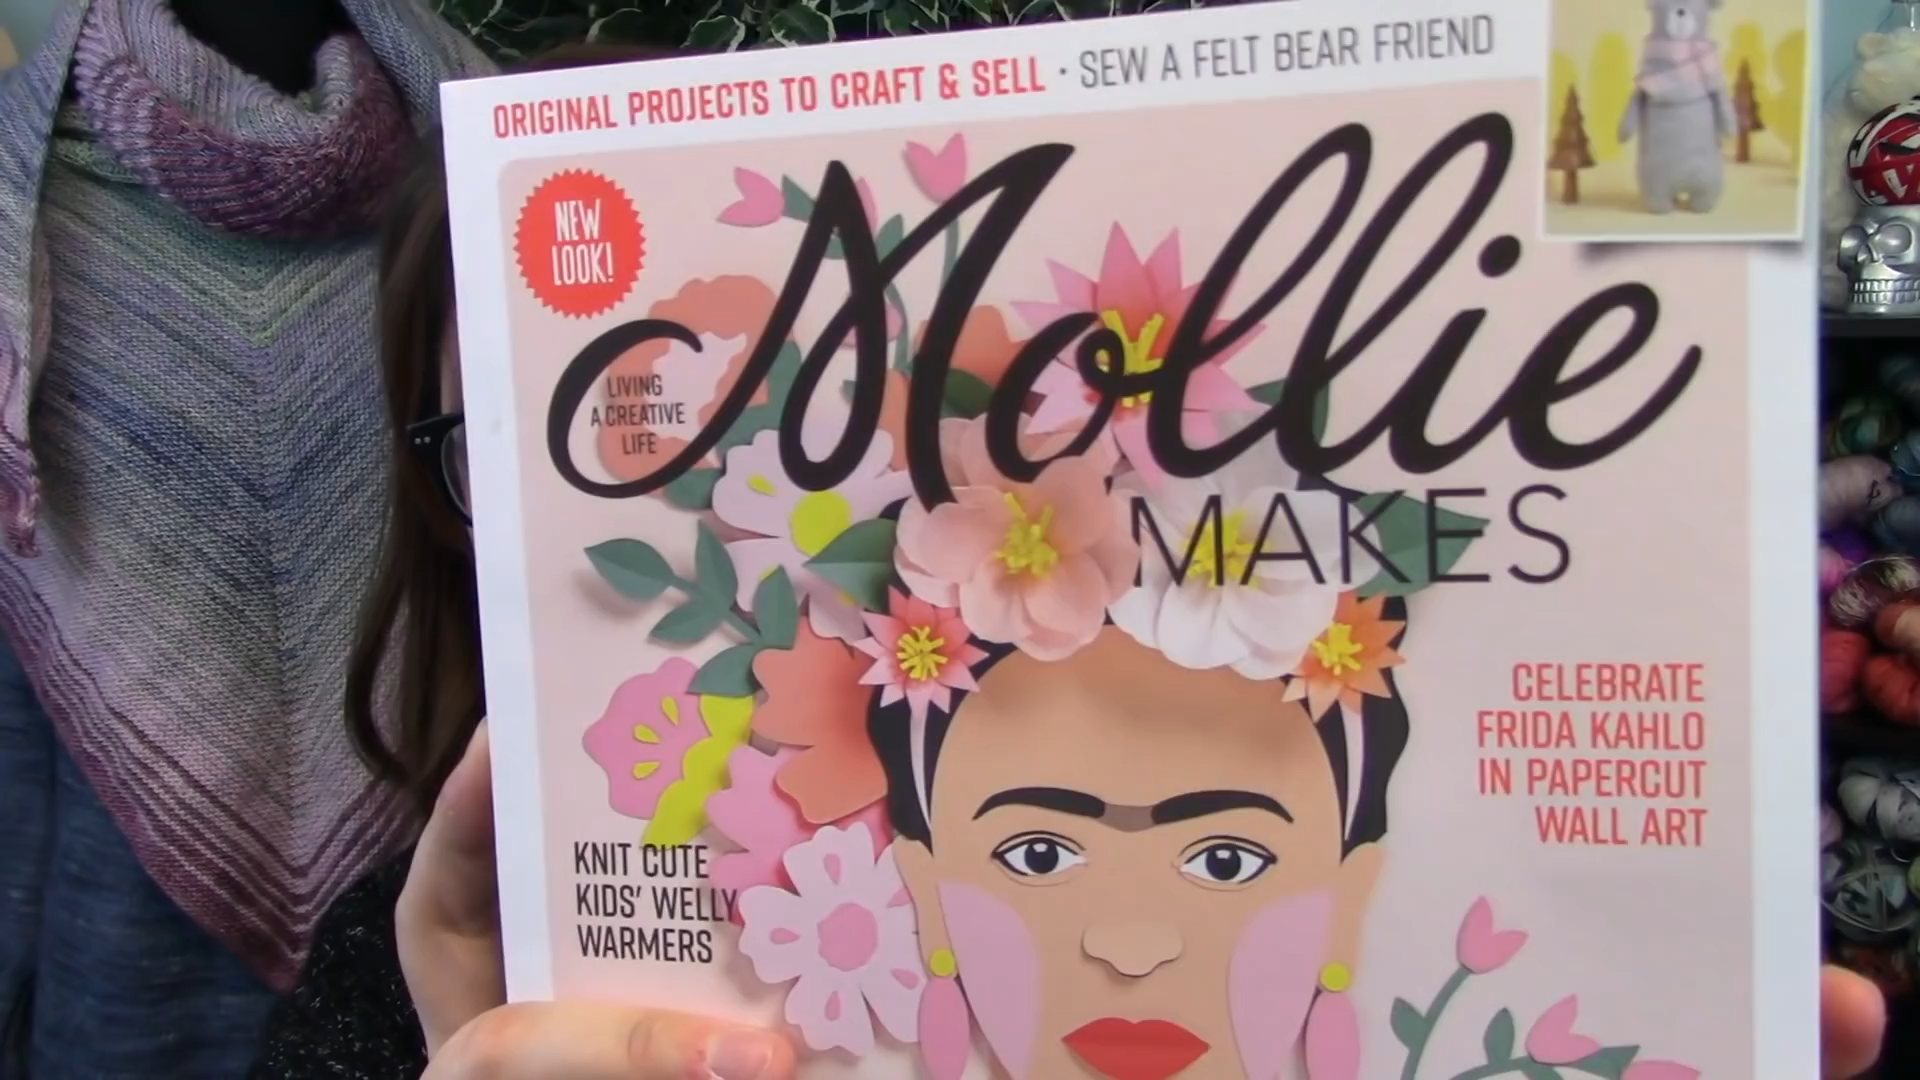 ORIGINAL PROJECTS TO CRAFT & SELL · SEW A FELT BEAR FRIEND
NEW
LOOK!
Mollie
MAKES
LIVING
A CREATIVE
LIFE
CELEBRATE
FRIDA KAHLO
IN PAPERCUT
WALL ART
KNIT CUTE
KIDS' WELLY
WARMERS